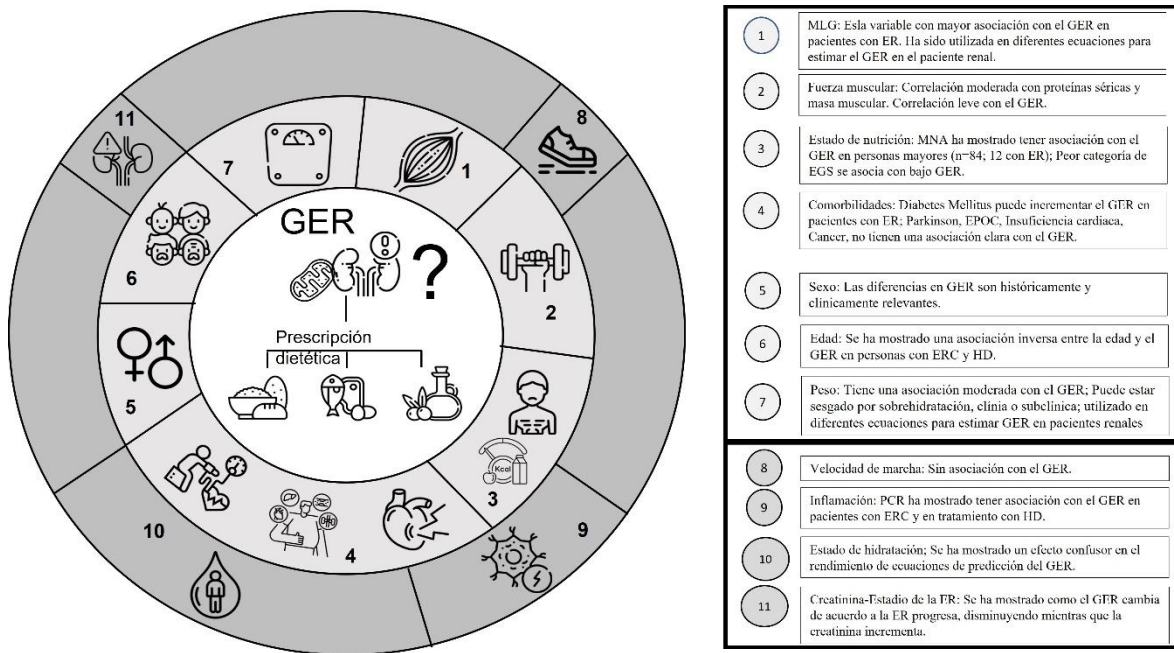 11
8
7
1
GER
?
6
2
Prescripción
dietética
5
Kcal
3
10
4
9
1
MLG: Esla variable con mayor asociación con el GER en
pacientes con ER. Ha sido utilizada en diferentes ecuaciones para
estimar el GER en el paciente renal.
2
Fuerza muscular: Correlación moderada con proteínas séricas y
masa muscular. Correlación leve con el GER.
3
Estado de nutrición: MNA ha mostrado tener asociación con el
GER en personas mayores (n=84; 12 con ER); Peor categoría de
EGS se asocia con bajo GER.
4
Comorbilidades: Diabetes Mellitus puede incrementar el GER en
pacientes con ER; Parkinson, EPOC, Insuficiencia cardiaca,
Cancer, no tienen una asociación clara con el GER.
5
Sexo: Las diferencias en GER son históricamente y
clínicamente relevantes.
6
Edad: Se ha mostrado una asociación inversa entre la edad y el
GER en personas con ERC y HD.
7
Peso: Tiene una asociación moderada con el GER; Puede estar
sesgado por sobrehidratación, clínia o subclínica; utilizado en
diferentes ecuaciones para estimar GER en pacientes renales
8
Velocidad de marcha: Sin asociación con el GER.
9
Inflamación: PCR ha mostrado tener asociación con el GER en
pacientes con ERC y en tratamiento con HD.
10
Estado de hidratación; Se ha mostrado un efecto confusor en el
rendimiento de ecuaciones de predicción del GER.
11
Creatinina-Estadio de la ER: Se ha mostrado como el GER cambia
de acuerdo a la ER progresa, disminuyendo mientras que la
creatinina incrementa.